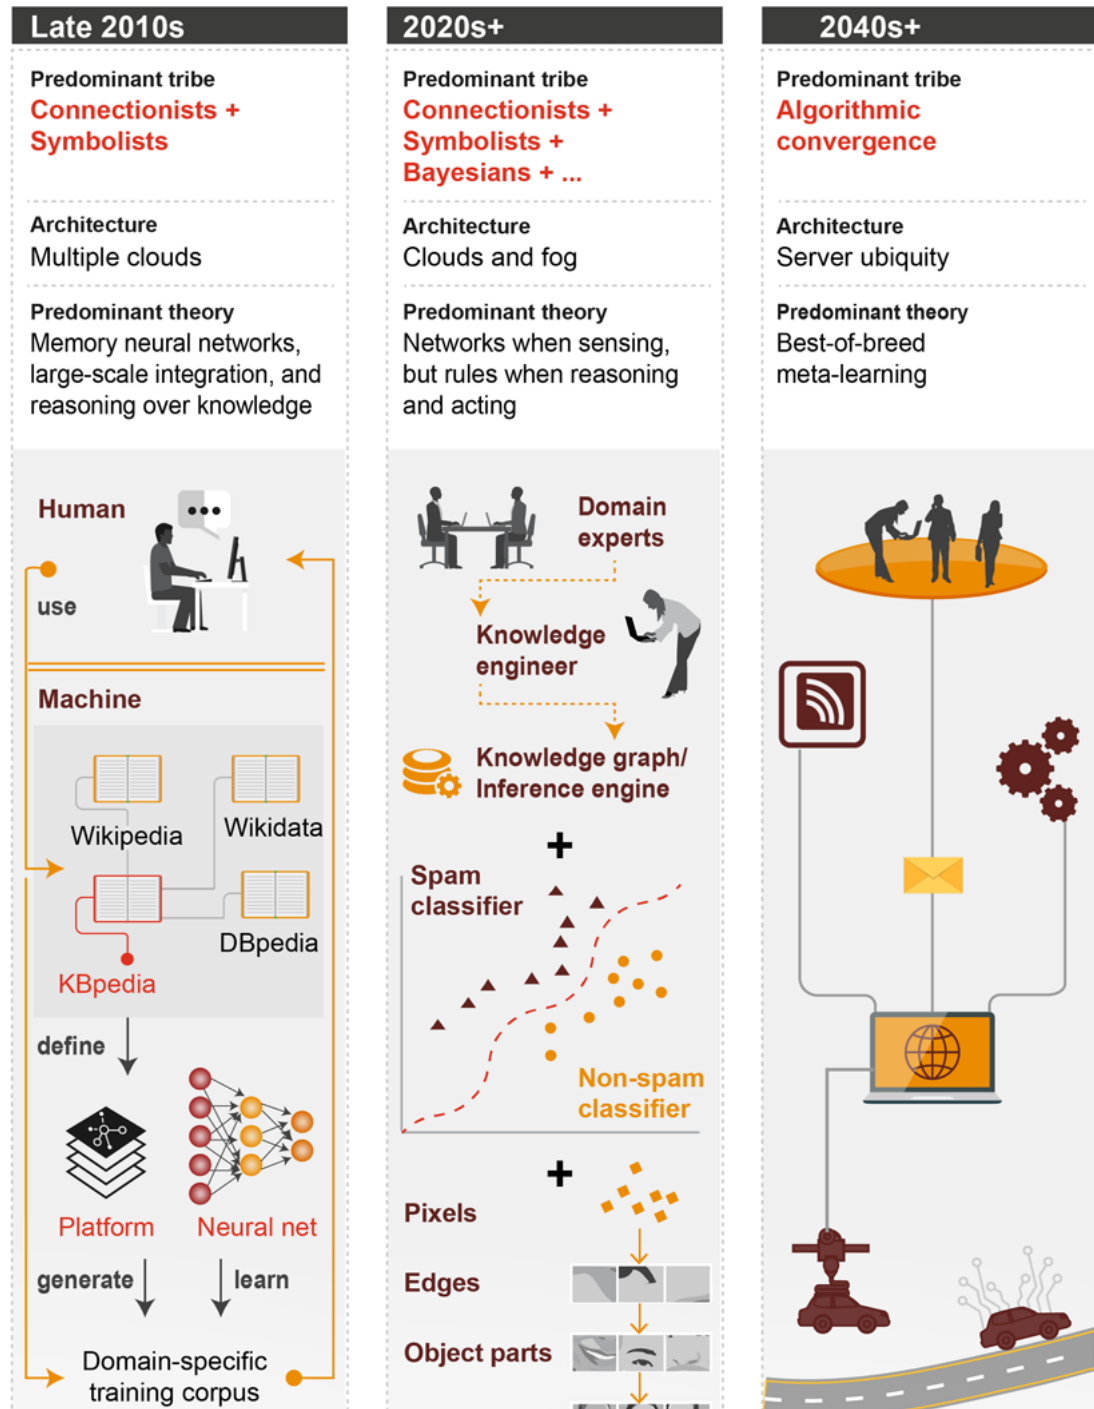 Late 2010s
Predominant tribe
Connectionists +
Symbolists
Architecture
Multiple clouds
Predominant theory
Memory neural networks,
large-scale integration, and
reasoning over knowledge
Human
use
Machine
Wikipedia
Wikidata
DBpedia
KBpedia
define
Platform
Neural net
generate
learn
Domain-specific
training corpus
2020s+
Predominant tribe
Connectionists +
Symbolists +
Bayesians + ...
Architecture
Clouds and fog
Predominant theory
Networks when sensing,
but rules when reasoning
and acting
Domain
experts
Knowledge
engineer
Knowledge graph/
Inference engine
+
Spam
classifier
Non-spam
classifier
+
Pixels
Edges
Object parts
2040s+
Predominant tribe
Algorithmic
convergence
Architecture
Server ubiquity
Predominant theory
Best-of-breed
meta-learning